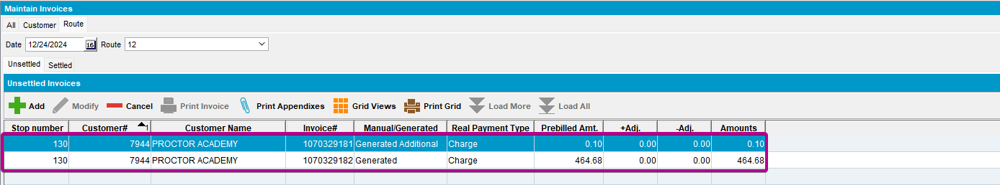 Maintain Invoices
All Customer Route
Date 12/24/2024 16 Route 12
Unsettled Settled
Unsettled Invoices
Add Modify Cancel Print Invoice Print Appendixes Grid Views Print Grid Load More Load All
Stop number Customer# 1 Customer Name Invoice# Manual/Generated Real Payment Type Prebilled Amt. +Adj. -Adj. Amounts
130 7944 PROCTOR ACADEMY 1070329181 Generated Additional Charge 0.10 0.00 0.00 0.10
130 7944 PROCTOR ACADEMY 1070329182 Generated Charge 464.68 0.00 0.00 464.68